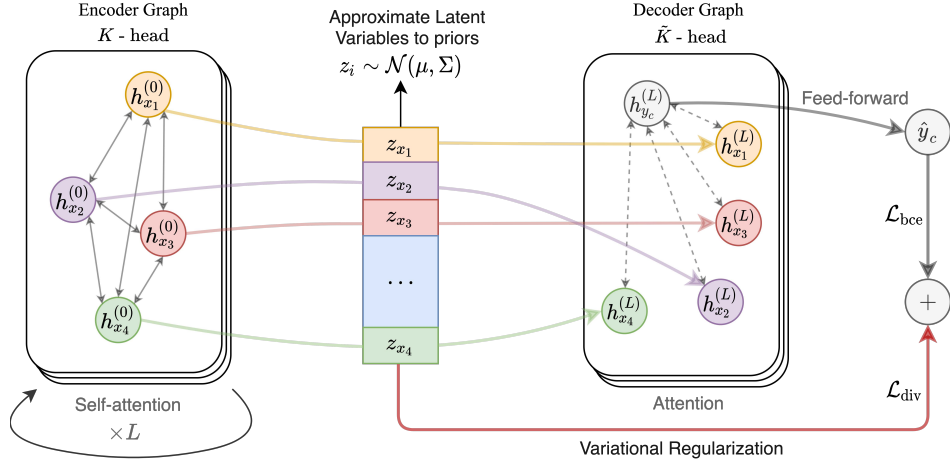 Encoder Graph
K - head
Approximate Latent
Variables to priors
z_i ∼ 𝒩(μ, Σ)
Decoder Graph
K̃ - head
h_{x_1}^{(0)}
h_{x_2}^{(0)}
h_{x_3}^{(0)}
h_{x_4}^{(0)}
Self-attention
×L
z_{x_1}
z_{x_2}
z_{x_3}
...
z_{x_4}
h_{y_c}^{(L)}
h_{x_1}^{(L)}
h_{x_3}^{(L)}
h_{x_2}^{(L)}
h_{x_4}^{(L)}
Attention
Feed-forward
ŷ_c
ℒ_bce
+
ℒ_div
Variational Regularization